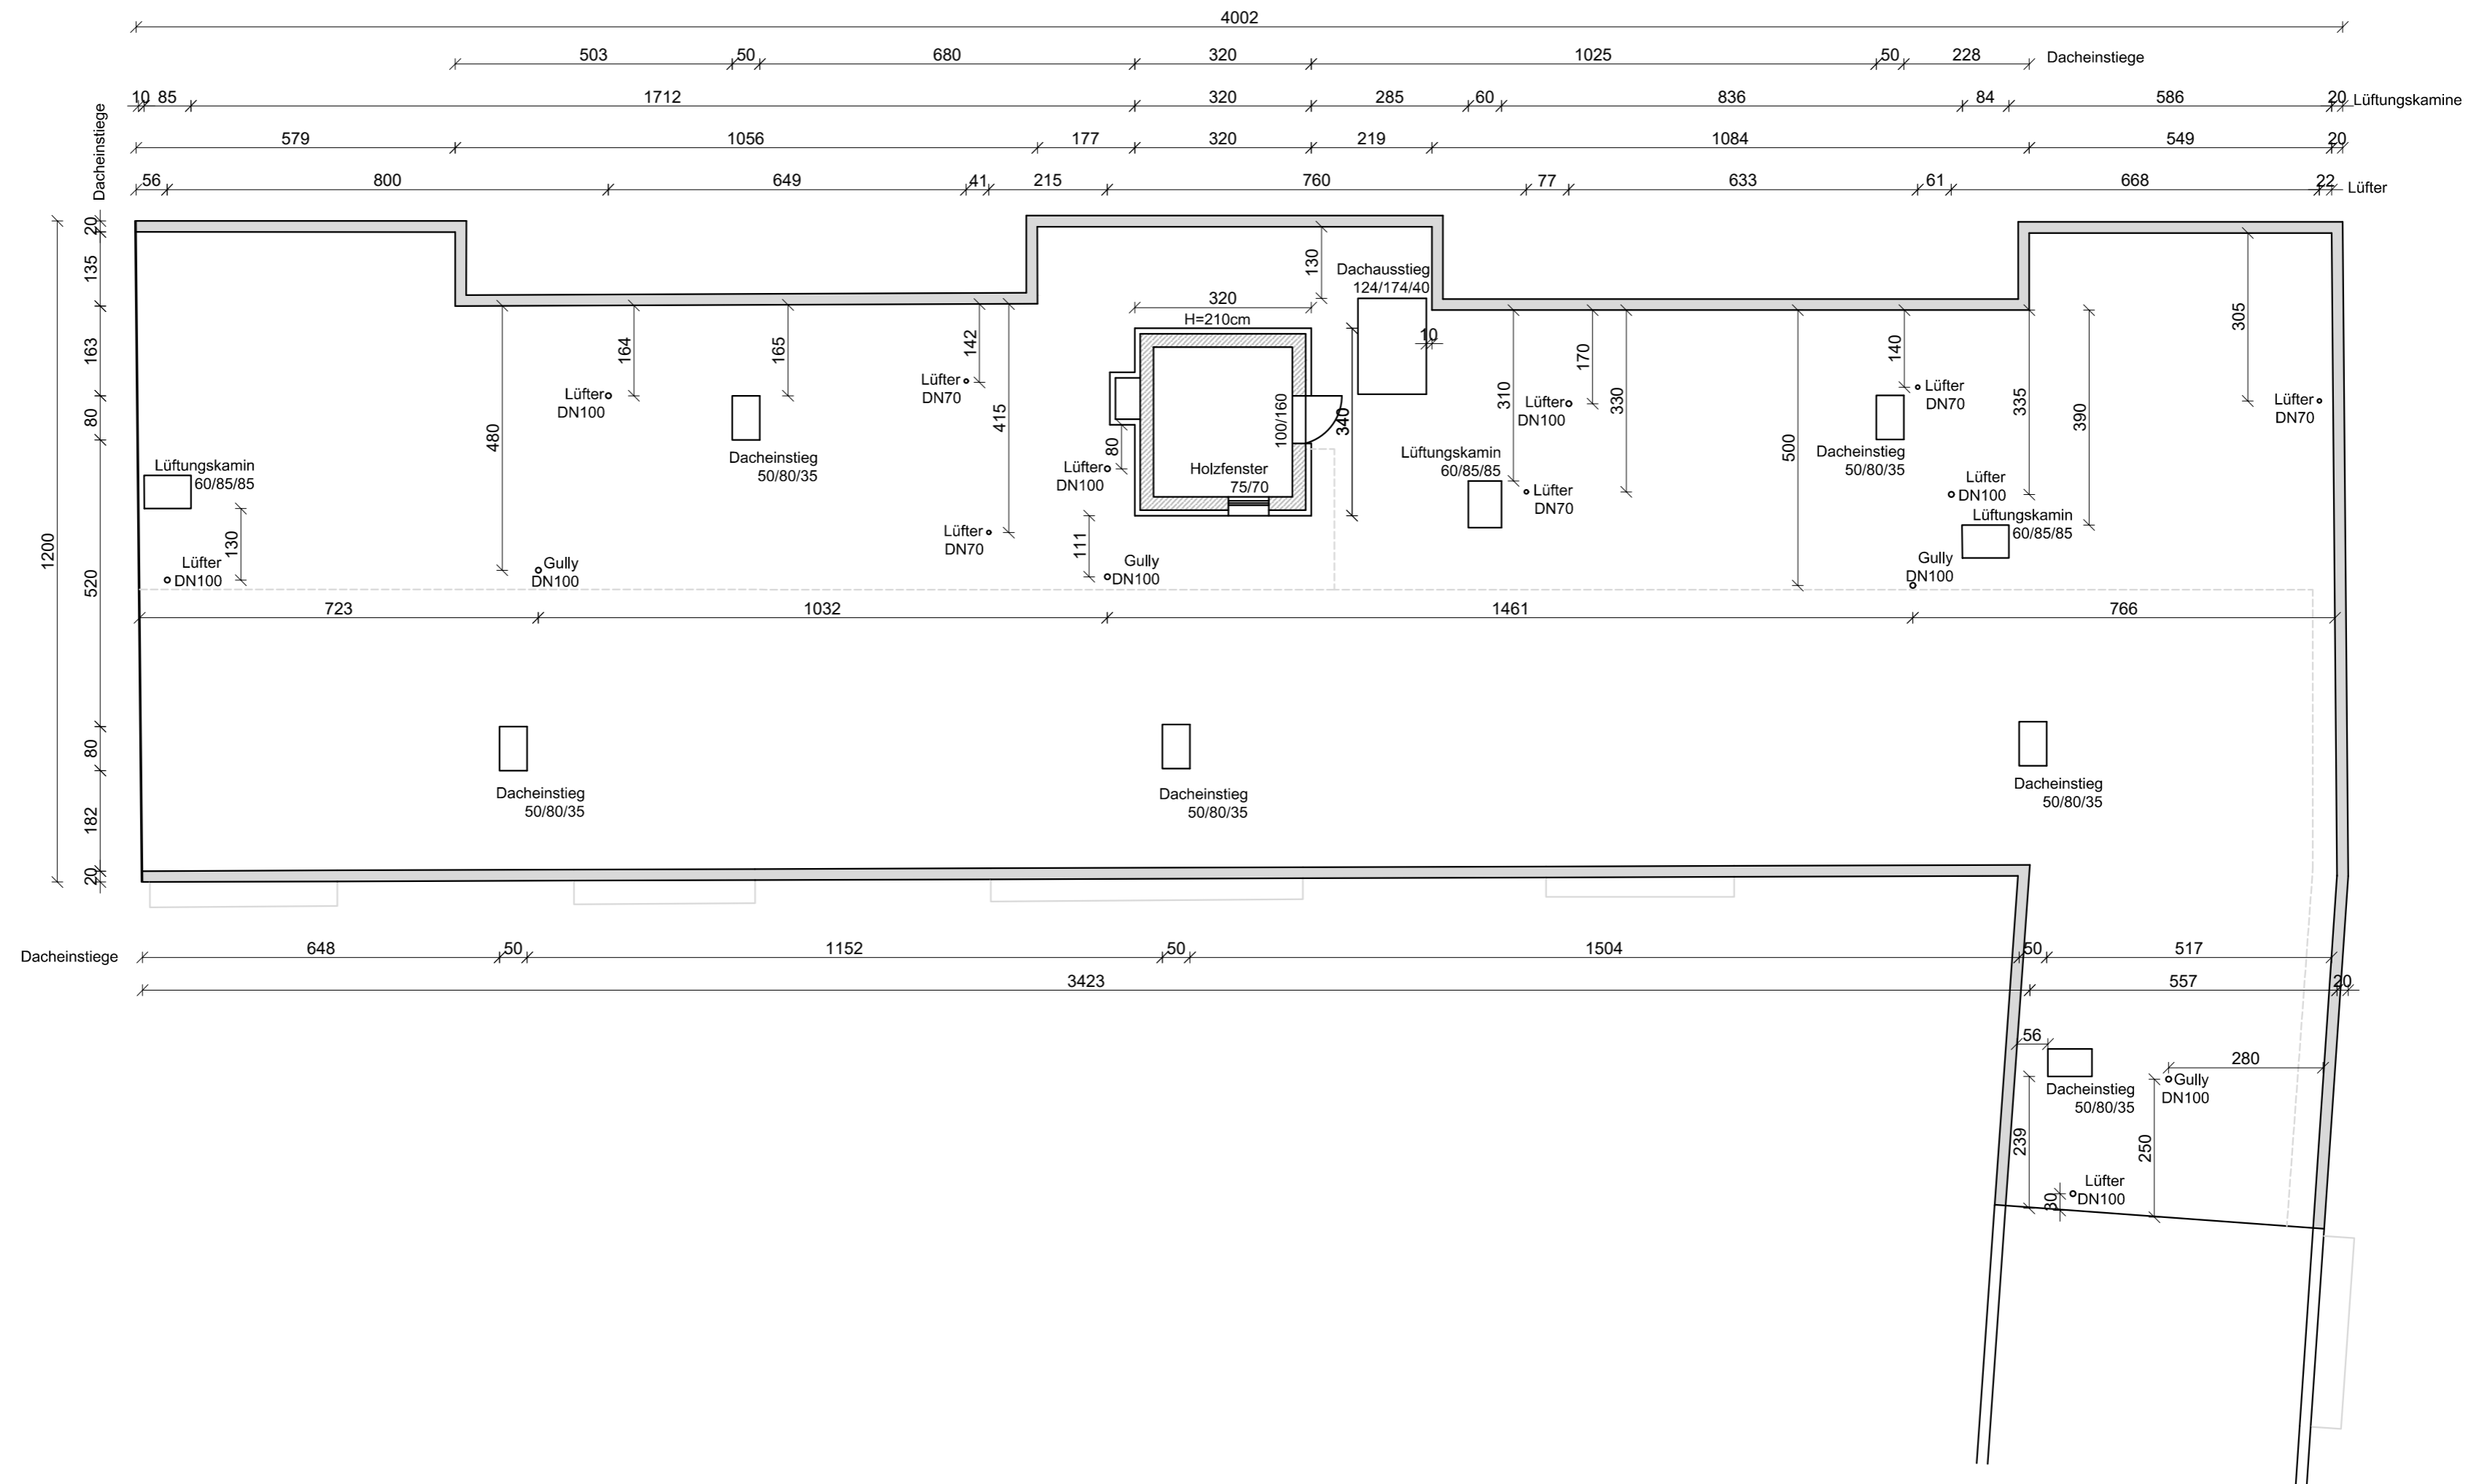 4002
503 50 680 320 1025 50 228 Dacheinstiege
10 85 1712 320 285 60 836 84 586 20 Lüftungskamine
579 1056 177 320 219 1084 549 20
56 800 649 41 215 760 77 633 61 668 22 Lüfter
Dacheinstiege
20
135
163
80
520
80
182
20
1200
130
Dachausstieg
124/174/40
10
320
H=210cm
340
340
100/160
Holzfenster
75/70
80
Lüfter
DN100
111
Gully
DN100
Lüftungskamin
60/85/85
130
Lüfter
DN100
480
Gully
DN100
164
Lüfter
DN100
165
Dacheinstieg
50/80/35
142
Lüfter
DN70
415
Lüfter
DN70
310
170
330
Lüfter
DN100
Lüftungskamin
60/85/85
Lüfter
DN70
500
140
Lüfter
DN70
Dacheinstieg
50/80/35
335
390
Lüfter
DN100
Lüftungskamin
60/85/85
Gully
DN100
305
Lüfter
DN70
723 1032 1461 766
Dacheinstieg
50/80/35
Dacheinstieg
50/80/35
Dacheinstieg
50/80/35
Dacheinstiege 648 50 1152 50 1504 50 517
3423 557 20
56
280
Dacheinstieg
50/80/35
Gully
DN100
239
250
30
Lüfter
DN100